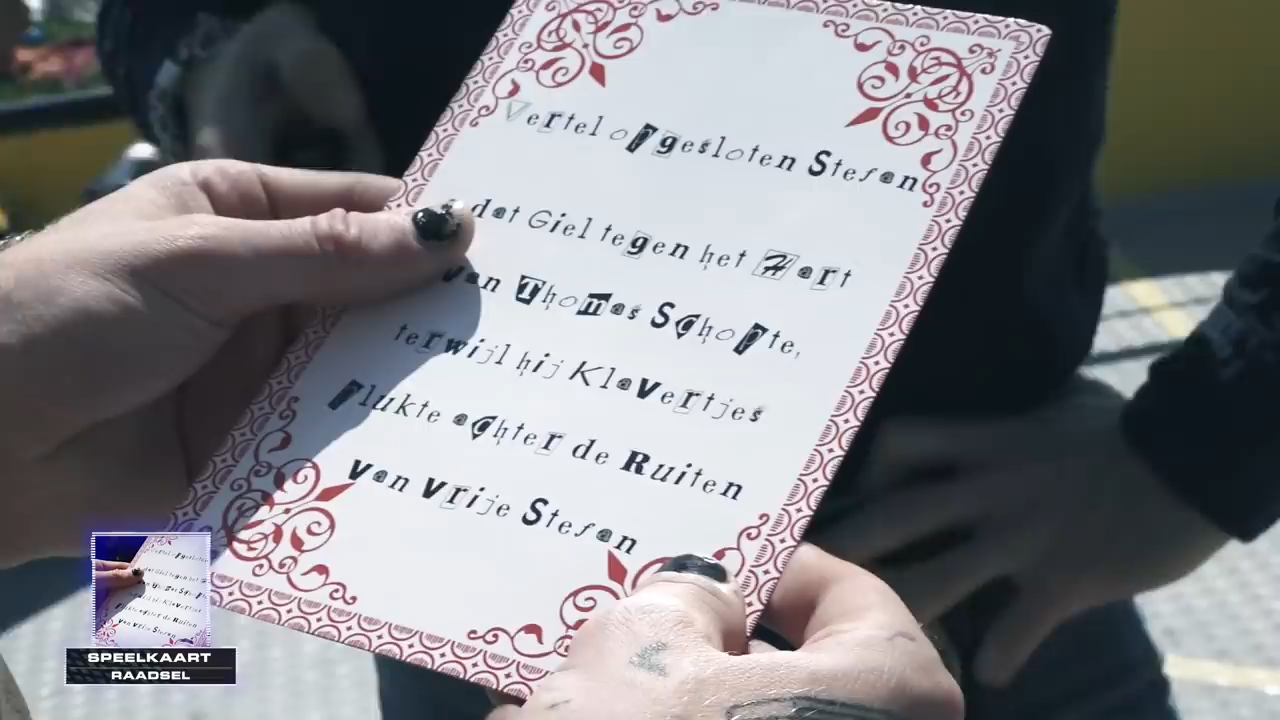 Vertel opgesloten Stefan
dat Giel tegen het Hart
van Thomas Schopte,
terwijl hij Klavertjes
Plukte achter de Ruiten
van vrije Stefan
SPEELKAART
RAADSEL